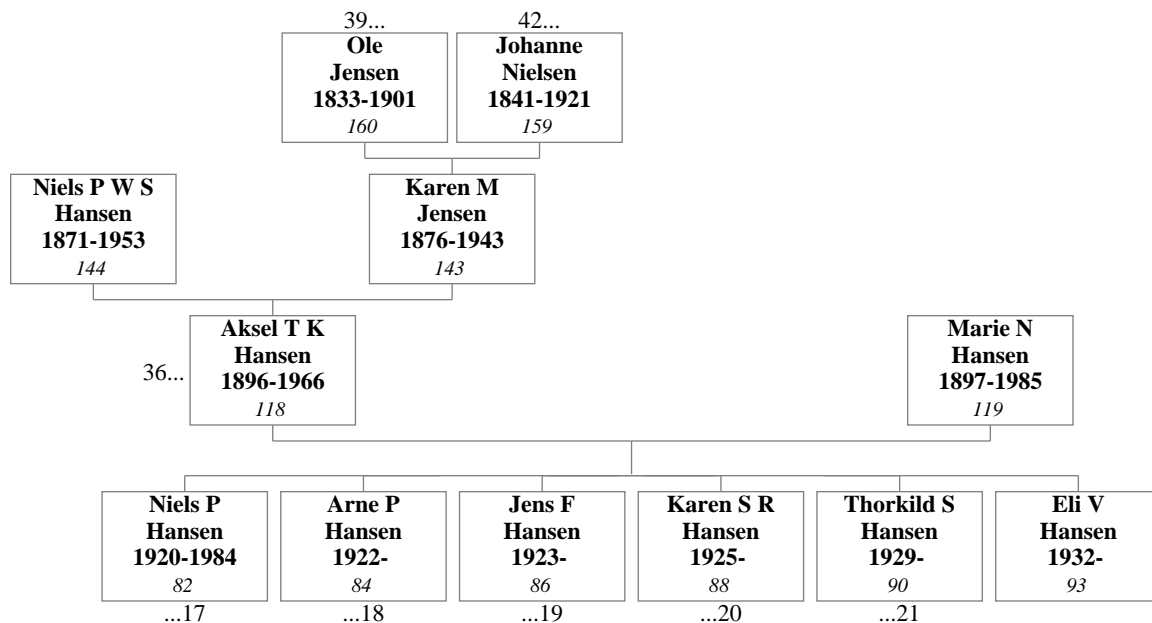 39...
42...
Ole
Jensen
1833-1901
160
Johanne
Nielsen
1841-1921
159
Niels P W S
Hansen
1871-1953
144
Karen M
Jensen
1876-1943
143
36...
Aksel T K
Hansen
1896-1966
118
Marie N
Hansen
1897-1985
119
Niels P
Hansen
1920-1984
82
...17
Arne P
Hansen
1922-
84
...18
Jens F
Hansen
1923-
86
...19
Karen S R
Hansen
1925-
88
...20
Thorkild S
Hansen
1929-
90
...21
Eli V
Hansen
1932-
93